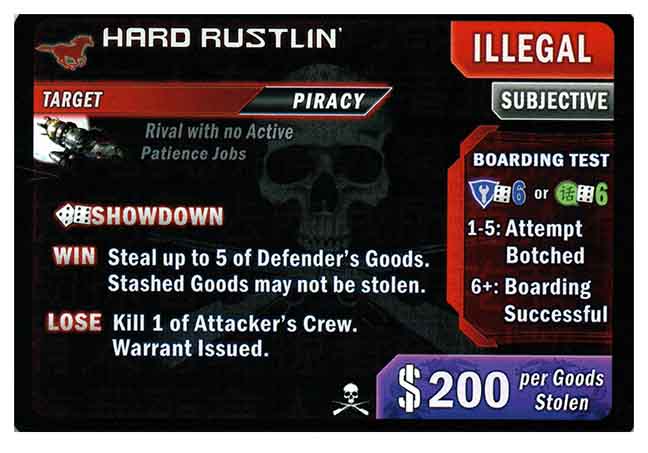 HARD RUSTLIN'
ILLEGAL
TARGET
PIRACY
SUBJECTIVE
Rival with no Active
Patience Jobs
BOARDING TEST
6 or 话 6
1-5: Attempt
Botched
6+: Boarding
Successful
SHOWDOWN
WIN Steal up to 5 of Defender's Goods.
Stashed Goods may not be stolen.
LOSE Kill 1 of Attacker's Crew.
Warrant Issued.
$200 per Goods
Stolen